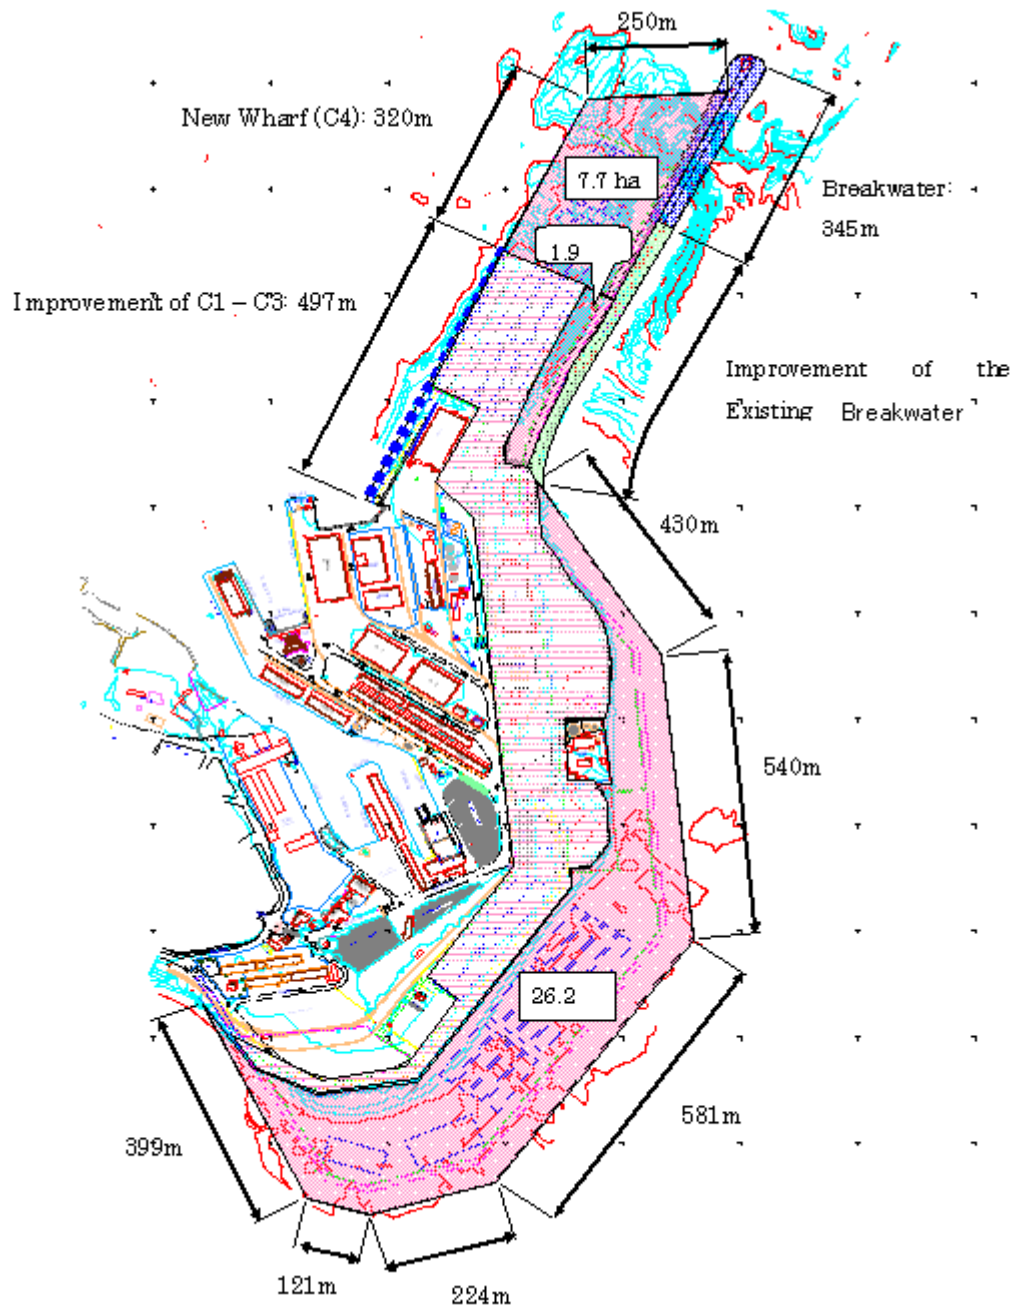 250m
New Wharf (C4): 320m
7.7 ha
Breakwater:
345m
1.9
Improvement of C1 – C3: 497m
Improvement of the
Existing Breakwater
430m
540m
26.2
581m
399m
121m
224m